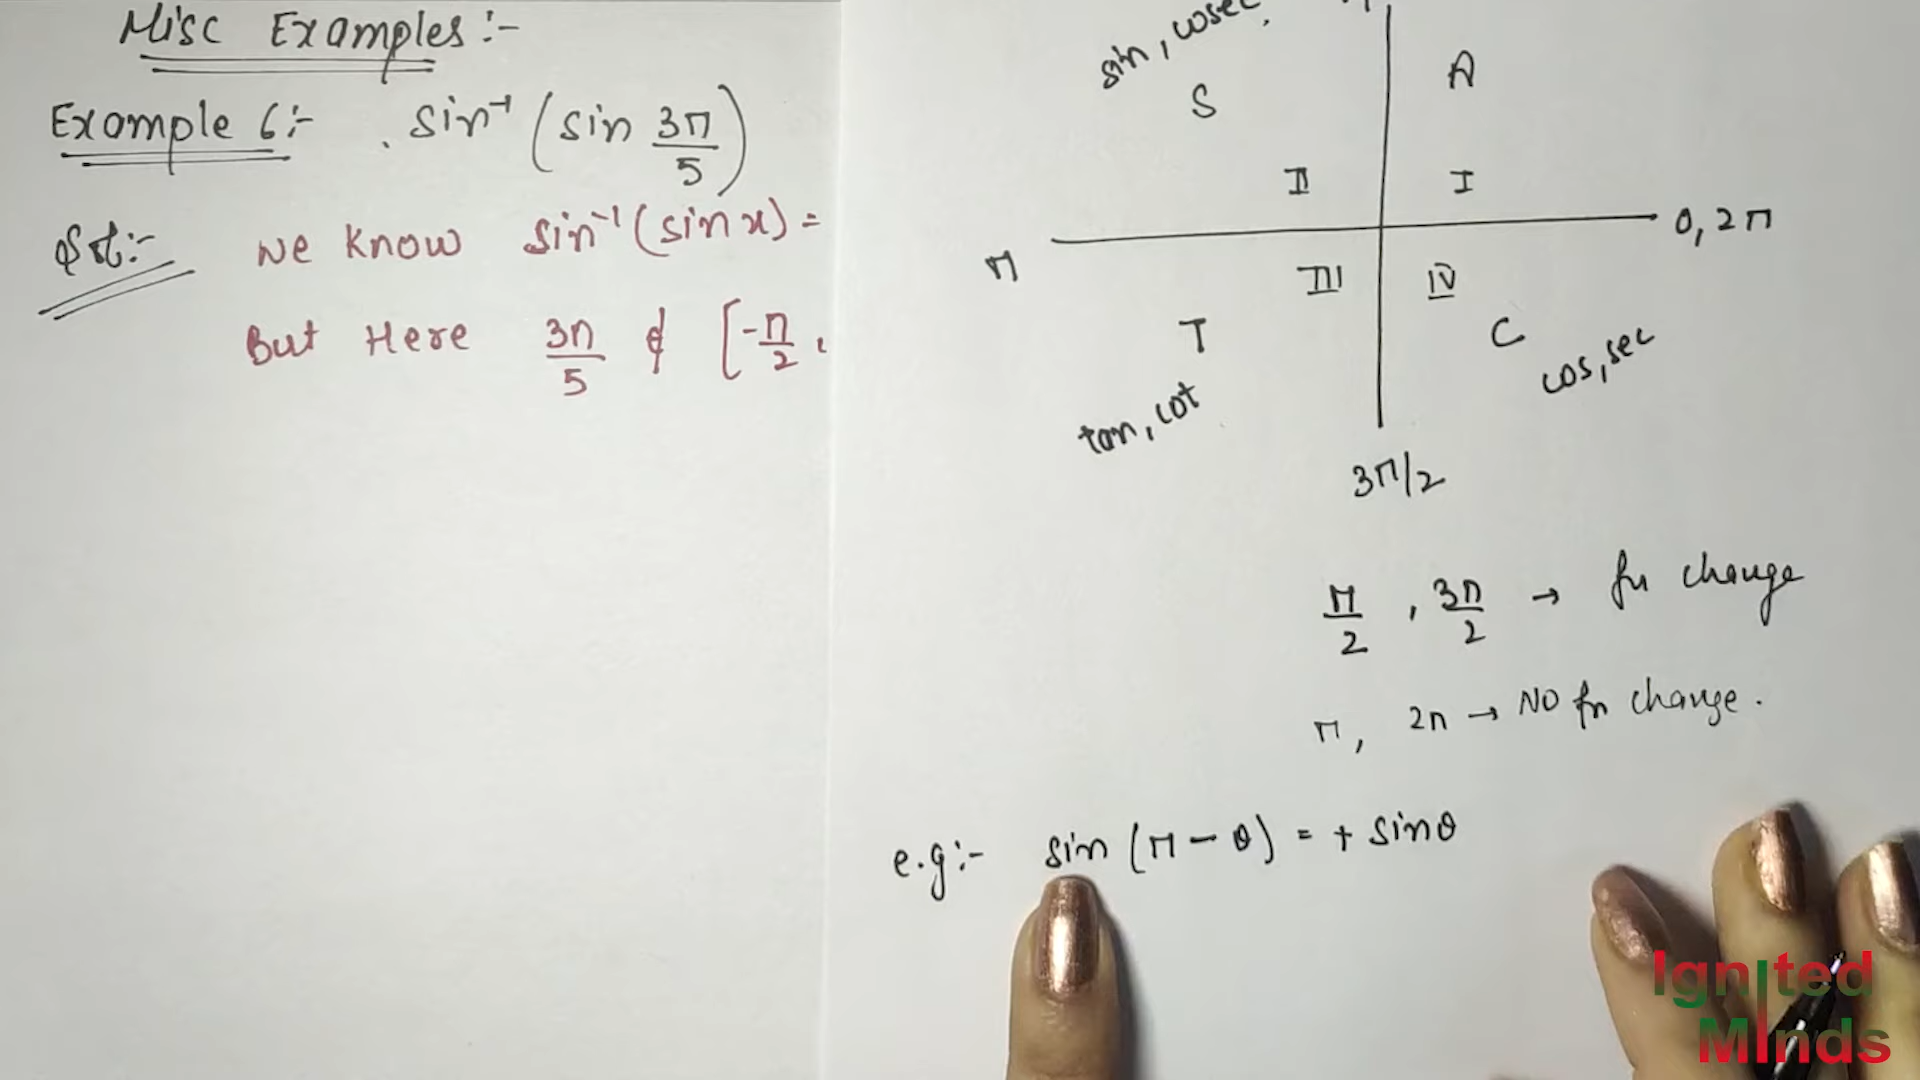 Misc Examples :-
Example 6:- . sin⁻¹ (sin 3π/5)
Sol:- We know sin⁻¹(sin x) =
But Here 3π/5 ∉ [-π/2 ,
sin, cosec.
S
A
II
I
π
0, 2π
III
IV
T
C
tan, cot
cos, sec
3π/2
π/2 , 3π/2 → fn change
π, 2π → NO fn change.
e.g:- sin (π - θ) = + sinθ
Ignited
Minds